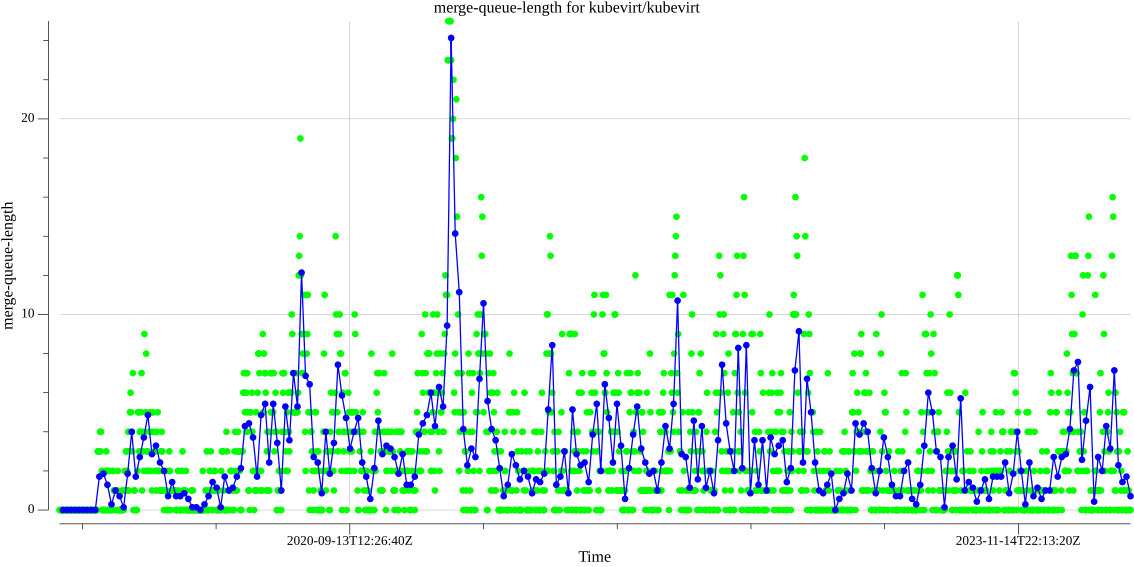 merge-queue-length for kubevirt/kubevirt
merge-queue-length
20
10
0
2020-09-13T12:26:40Z
2023-11-14T22:13:20Z
Time